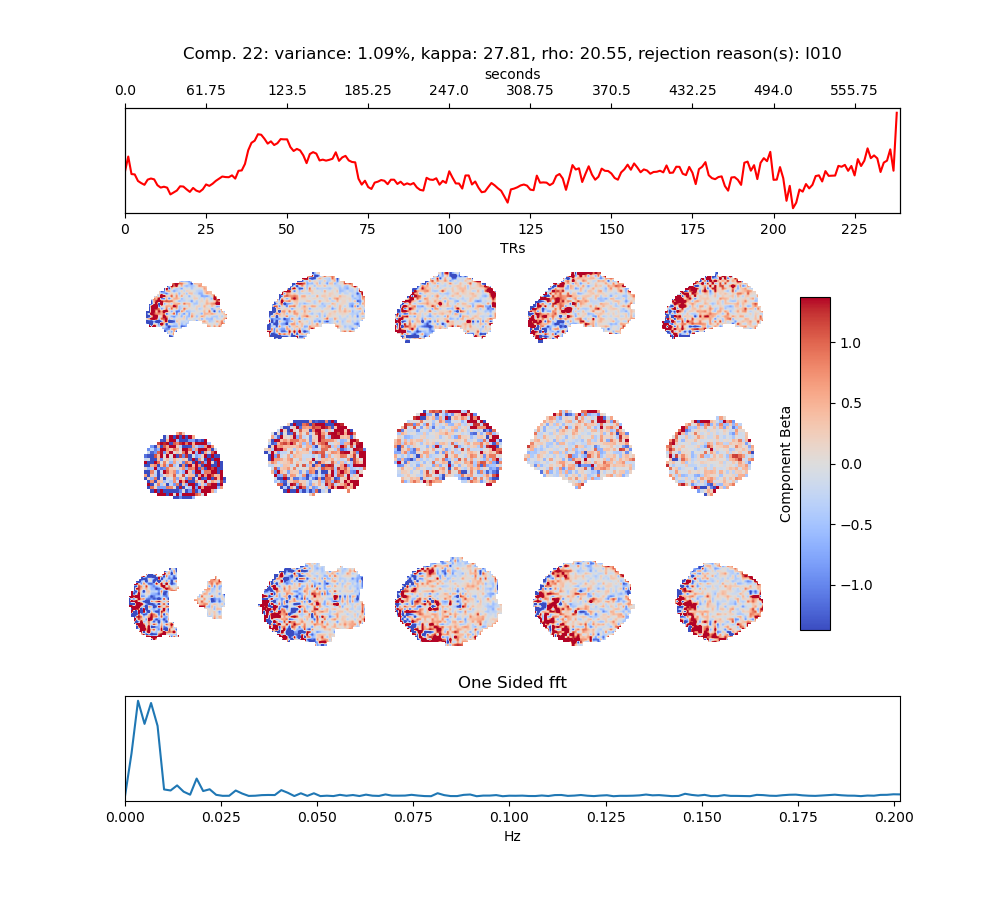 Comp. 22: variance: 1.09%, kappa: 27.81, rho: 20.55, rejection reason(s): I010
seconds
0.0 61.75 123.5 185.25 247.0 308.75 370.5 432.25 494.0 555.75
0 25 50 75 100 125 150 175 200 225
TRs
1.0
0.5
0.0
−0.5
−1.0
Component Beta
One Sided fft
0.000 0.025 0.050 0.075 0.100 0.125 0.150 0.175 0.200
Hz